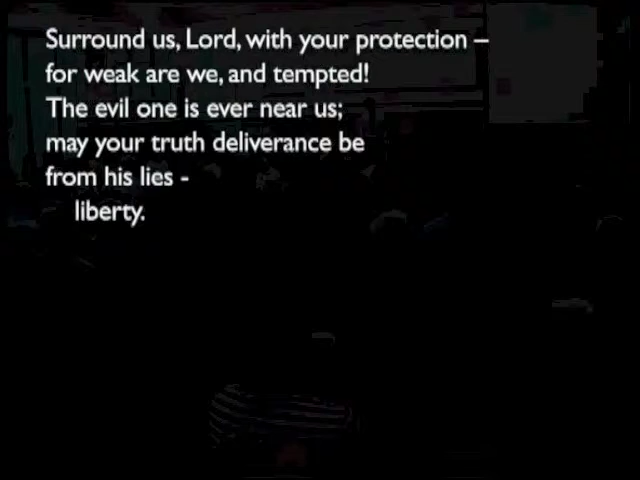 Surround us, Lord, with your protection –
for weak are we, and tempted!
The evil one is ever near us;
may your truth deliverance be
from his lies -
liberty.